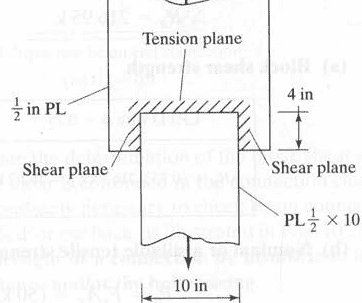 Tension plane
½ in PL
4 in
Shear plane
Shear plane
PL ½ × 10
10 in